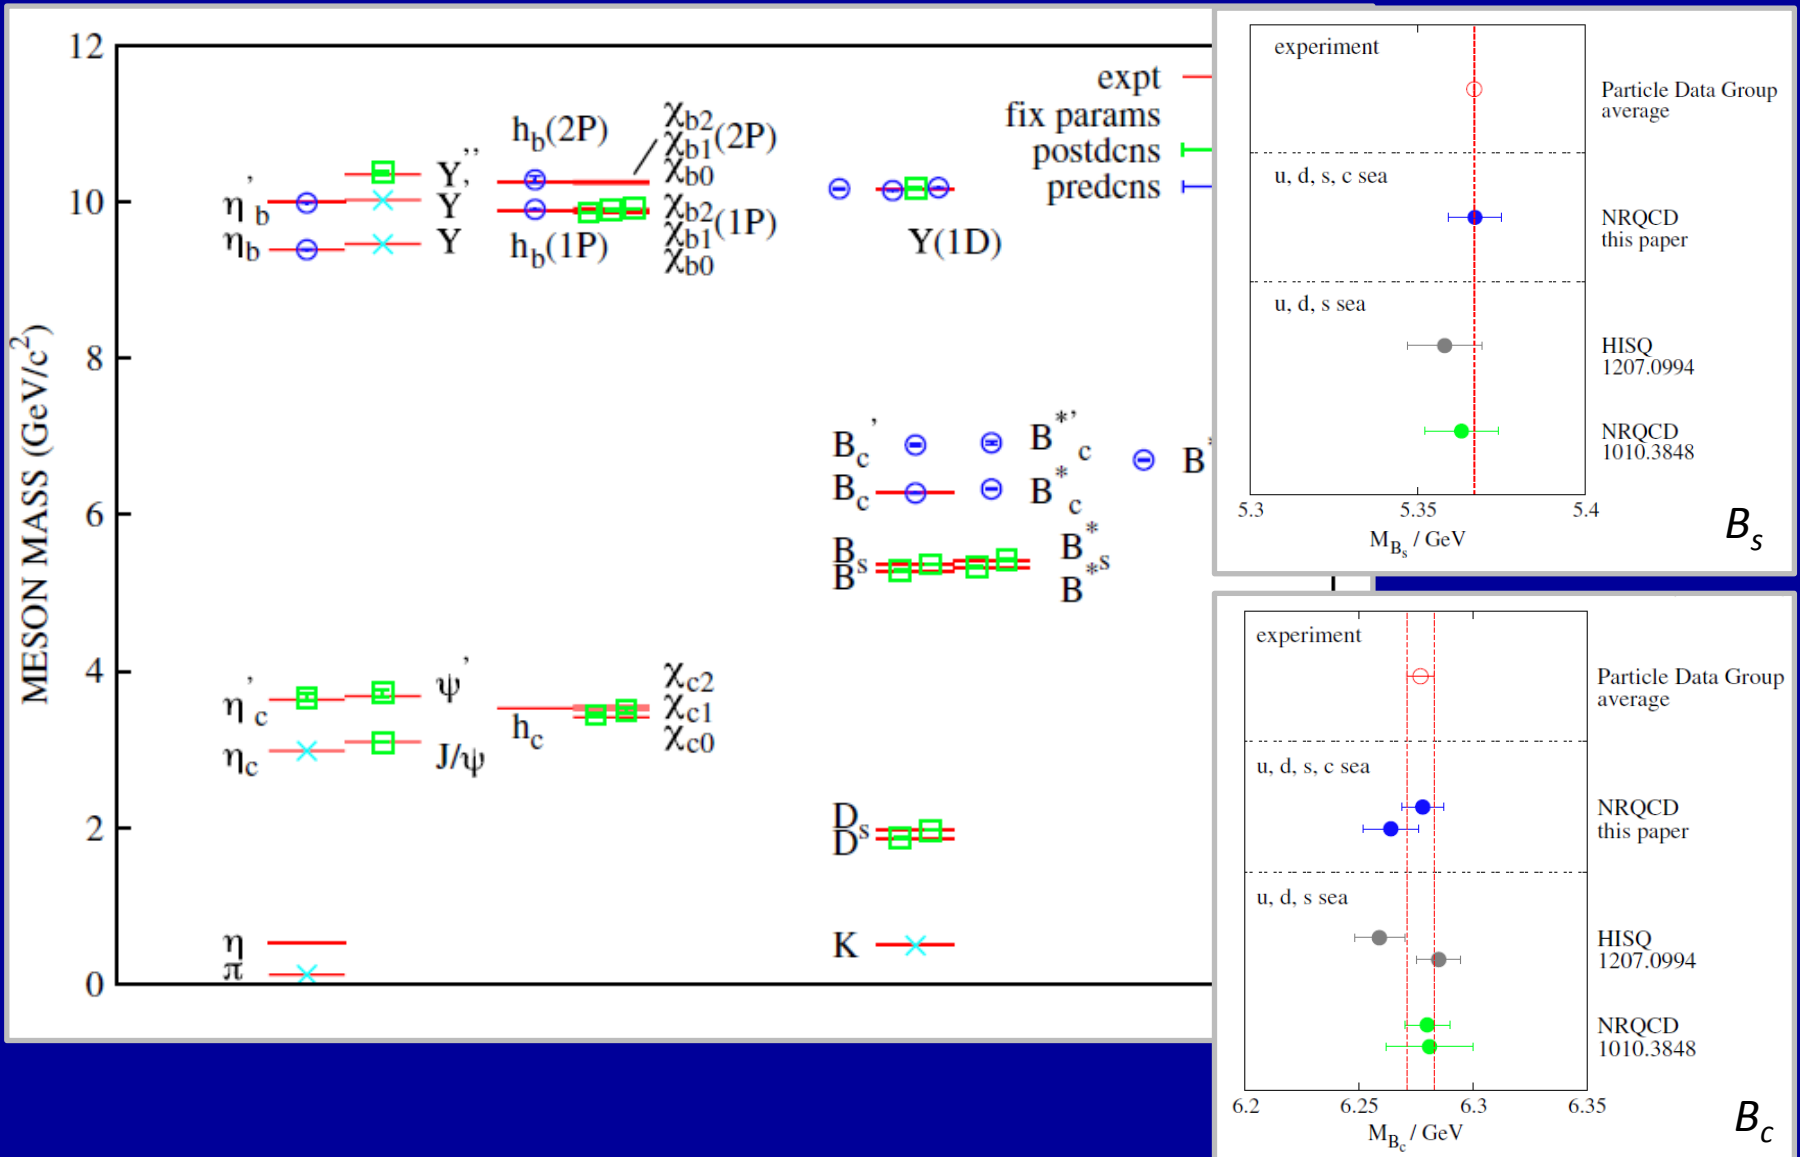 MESON MASS (GeV/c²)
12
10
8
6
4
2
0
expt
fix params
postdcns
predcns
η'b
ηb
Υ''
Υ'
Υ
hb(2P)
χb2
χb1(2P)
χb0
hb(1P)
χb2
χb1(1P)
χb0
Υ(1D)
Bc'
Bc
B*'c
B*c
B*
Bs
B
B*s
B*
η'c
ηc
ψ'
J/ψ
hc
χc2
χc1
χc0
Ds
D
η
π
K
experiment
Particle Data Group
average
u, d, s, c sea
NRQCD
this paper
u, d, s sea
HISQ
1207.0994
NRQCD
1010.3848
5.3 5.35 5.4
MBs / GeV
Bs
experiment
Particle Data Group
average
u, d, s, c sea
NRQCD
this paper
u, d, s sea
HISQ
1207.0994
NRQCD
1010.3848
6.2 6.25 6.3 6.35
MBc / GeV
Bc